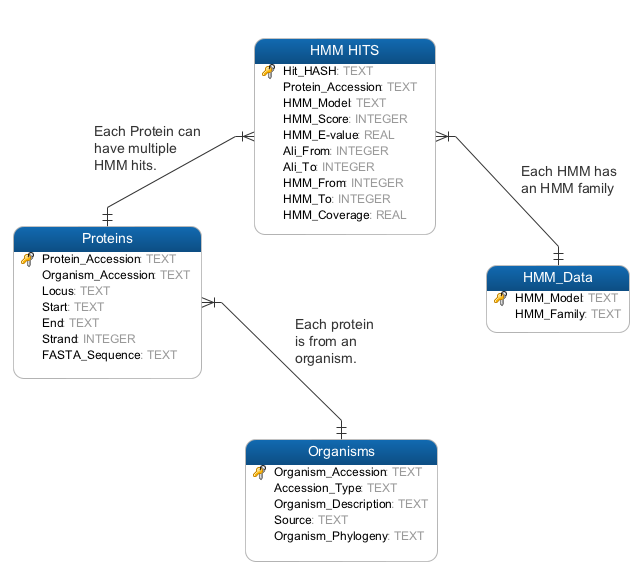 HMM HITS
Hit_HASH: TEXT
Protein_Accession: TEXT
HMM_Model: TEXT
HMM_Score: INTEGER
HMM_E-value: REAL
Ali_From: INTEGER
Ali_To: INTEGER
HMM_From: INTEGER
HMM_To: INTEGER
HMM_Coverage: REAL
Each Protein can
have multiple
HMM hits.
Each HMM has
an HMM family
Proteins
Protein_Accession: TEXT
Organism_Accession: TEXT
Locus: TEXT
Start: TEXT
End: TEXT
Strand: INTEGER
FASTA_Sequence: TEXT
HMM_Data
HMM_Model: TEXT
HMM_Family: TEXT
Each protein
is from an
organism.
Organisms
Organism_Accession: TEXT
Accession_Type: TEXT
Organism_Description: TEXT
Source: TEXT
Organism_Phylogeny: TEXT